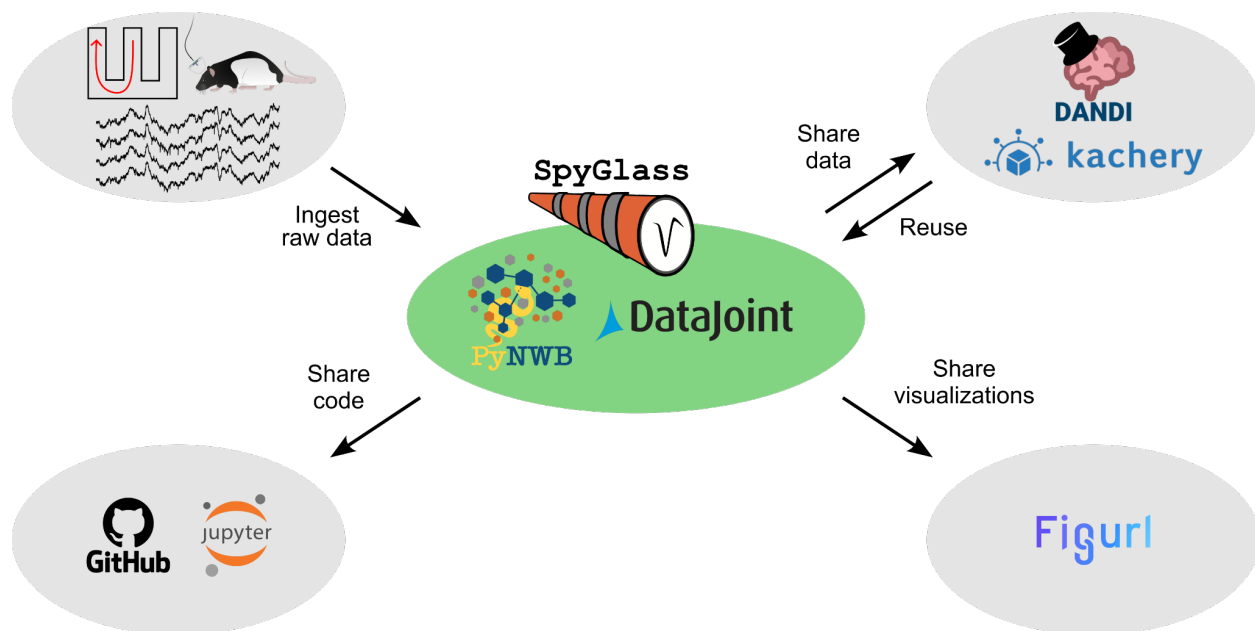 Ingest
raw data
SpyGlass
PyNWB
DataJoint
Share
data
Reuse
DANDI
kachery
Share
code
GitHub
jupyter
Share
visualizations
Figurl